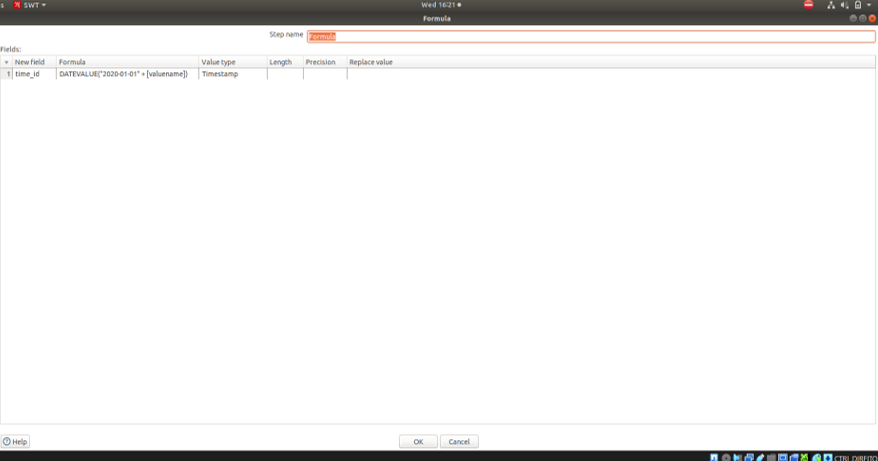 s SWT Wed 16:21
Formula
Step name Formula
Fields:
New field Formula Value type Length Precision Replace value
1 time_id DATEVALUE("2020-01-01" + [valuename]) Timestamp
Help OK Cancel
CTRL DIREITO